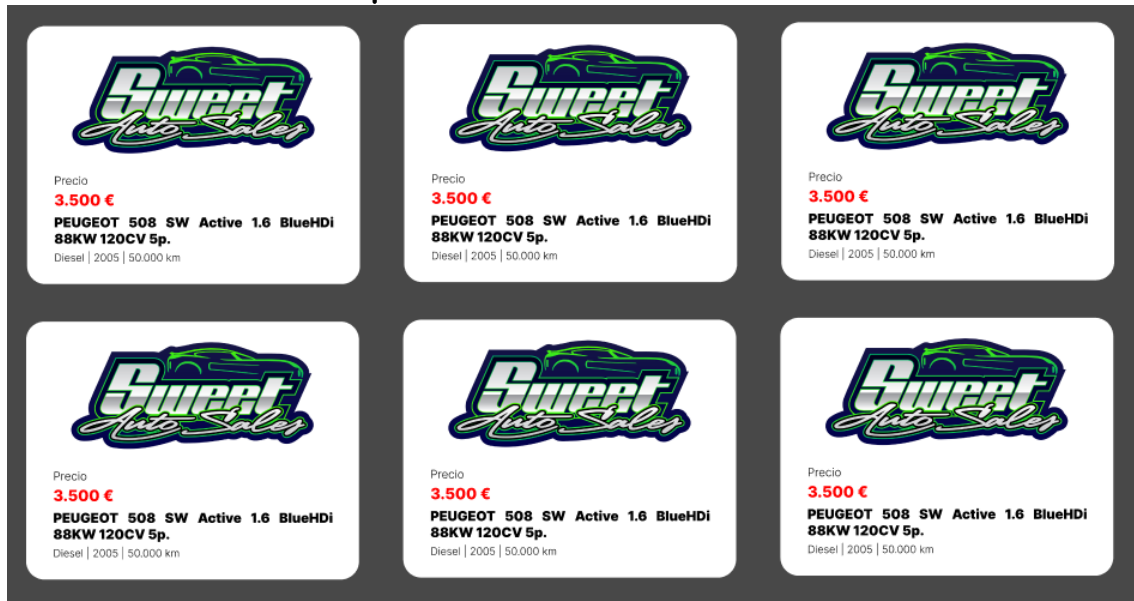 Sweet
Auto Sales
Precio
3.500 €
PEUGEOT 508 SW Active 1.6 BlueHDi
88KW 120CV 5p.
Diesel | 2005 | 50.000 km
Sweet
Auto Sales
Precio
3.500 €
PEUGEOT 508 SW Active 1.6 BlueHDi
88KW 120CV 5p.
Diesel | 2005 | 50.000 km
Sweet
Auto Sales
Precio
3.500 €
PEUGEOT 508 SW Active 1.6 BlueHDi
88KW 120CV 5p.
Diesel | 2005 | 50.000 km
Sweet
Auto Sales
Precio
3.500 €
PEUGEOT 508 SW Active 1.6 BlueHDi
88KW 120CV 5p.
Diesel | 2005 | 50.000 km
Sweet
Auto Sales
Precio
3.500 €
PEUGEOT 508 SW Active 1.6 BlueHDi
88KW 120CV 5p.
Diesel | 2005 | 50.000 km
Sweet
Auto Sales
Precio
3.500 €
PEUGEOT 508 SW Active 1.6 BlueHDi
88KW 120CV 5p.
Diesel | 2005 | 50.000 km